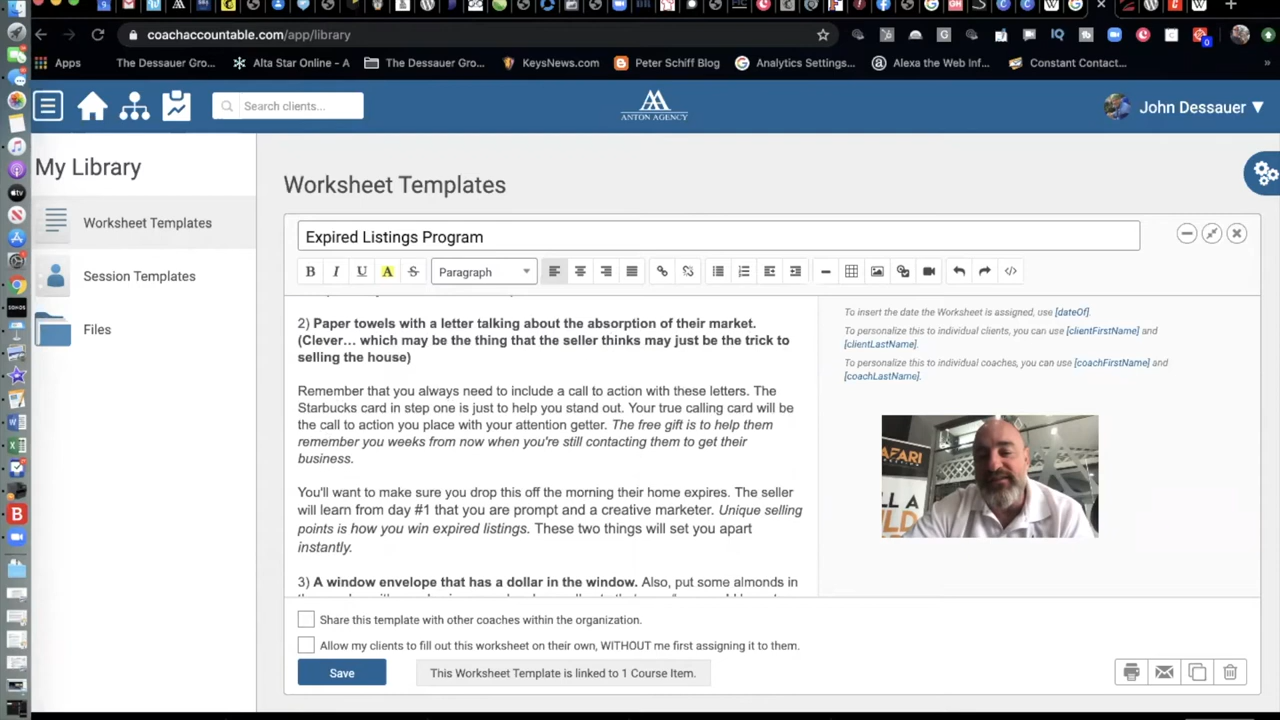 coachaccountable.com/app/library
Apps
The Dessauer Gro...
Alta Star Online - A
The Dessauer Gro...
KeysNews.com
Peter Schiff Blog
Analytics Settings...
Alexa the Web Inf...
Constant Contact...
»
Search clients...
ANTON AGENCY
John Dessauer ▼
My Library
Worksheet Templates
Session Templates
Files
Worksheet Templates
Expired Listings Program
B I U A S Paragraph
2) Paper towels with a letter talking about the absorption of their market.
(Clever... which may be the thing that the seller thinks may just be the trick to
selling the house)
Remember that you always need to include a call to action with these letters. The
Starbucks card in step one is just to help you stand out. Your true calling card will be
the call to action you place with your attention getter. The free gift is to help them
remember you weeks from now when you're still contacting them to get their
business.
You'll want to make sure you drop this off the morning their home expires. The seller
will learn from day #1 that you are prompt and a creative marketer. Unique selling
points is how you win expired listings. These two things will set you apart
instantly.
3) A window envelope that has a dollar in the window. Also, put some almonds in
To insert the date the Worksheet is assigned, use [dateOf].
To personalize this to individual clients, you can use [clientFirstName] and
[clientLastName].
To personalize this to individual coaches, you can use [coachFirstName] and
[coachLastName].
AFARI
Share this template with other coaches within the organization.
Allow my clients to fill out this worksheet on their own, WITHOUT me first assigning it to them.
Save
This Worksheet Template is linked to 1 Course Item.